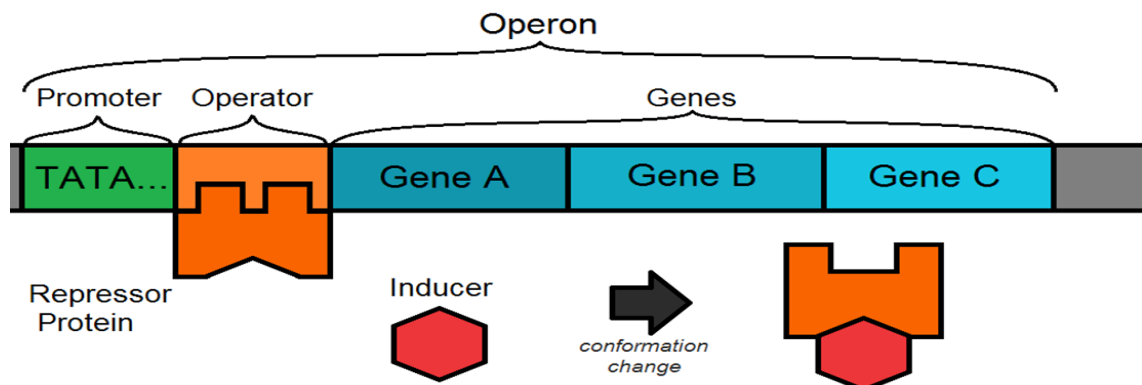 Operon
Promoter Operator Genes
TATA... Gene A Gene B Gene C
Repressor
Protein
Inducer
conformation
change